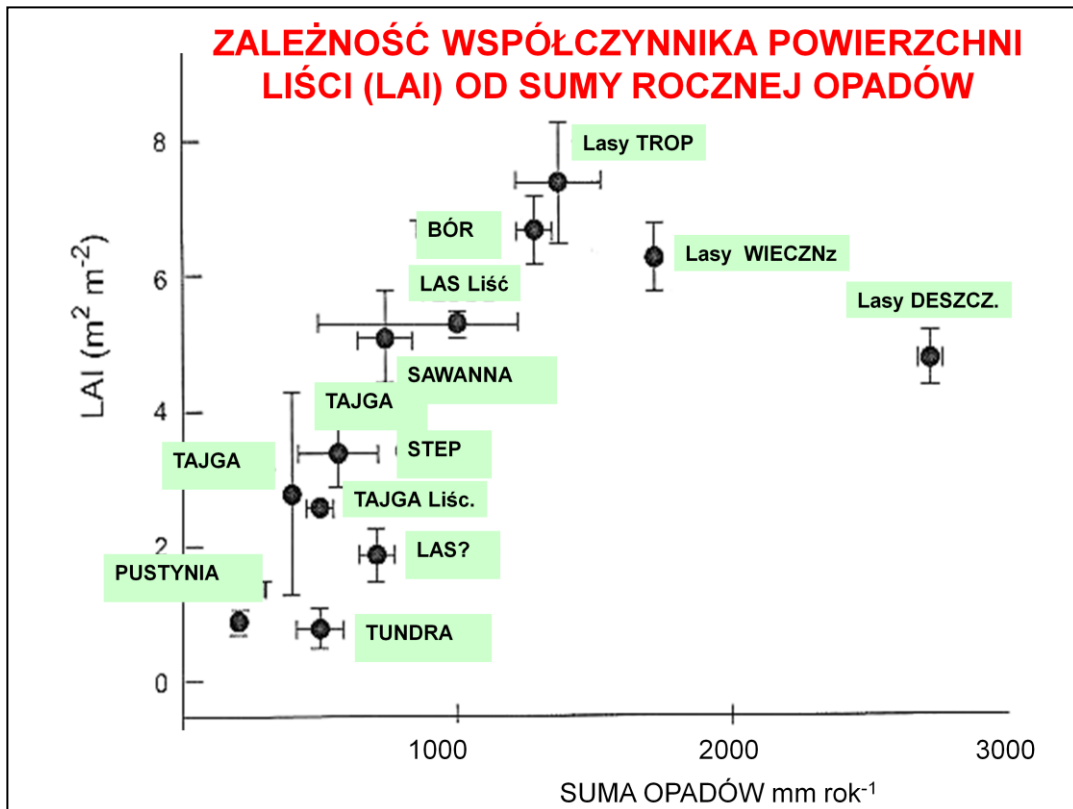 ZALEŻNOŚĆ WSPÓŁCZYNNIKA POWIERZCHNI
LIŚCI (LAI) OD SUMY ROCZNEJ OPADÓW
LAI (m² m⁻²)
8
6
4
2
0
Lasy TROP
BÓR
Lasy WIECZNz
LAS Liść
Lasy DESZCZ.
SAWANNA
TAJGA
STEP
TAJGA
TAJGA Liśc.
LAS?
PUSTYNIA
TUNDRA
1000
2000
3000
SUMA OPADÓW mm rok⁻¹